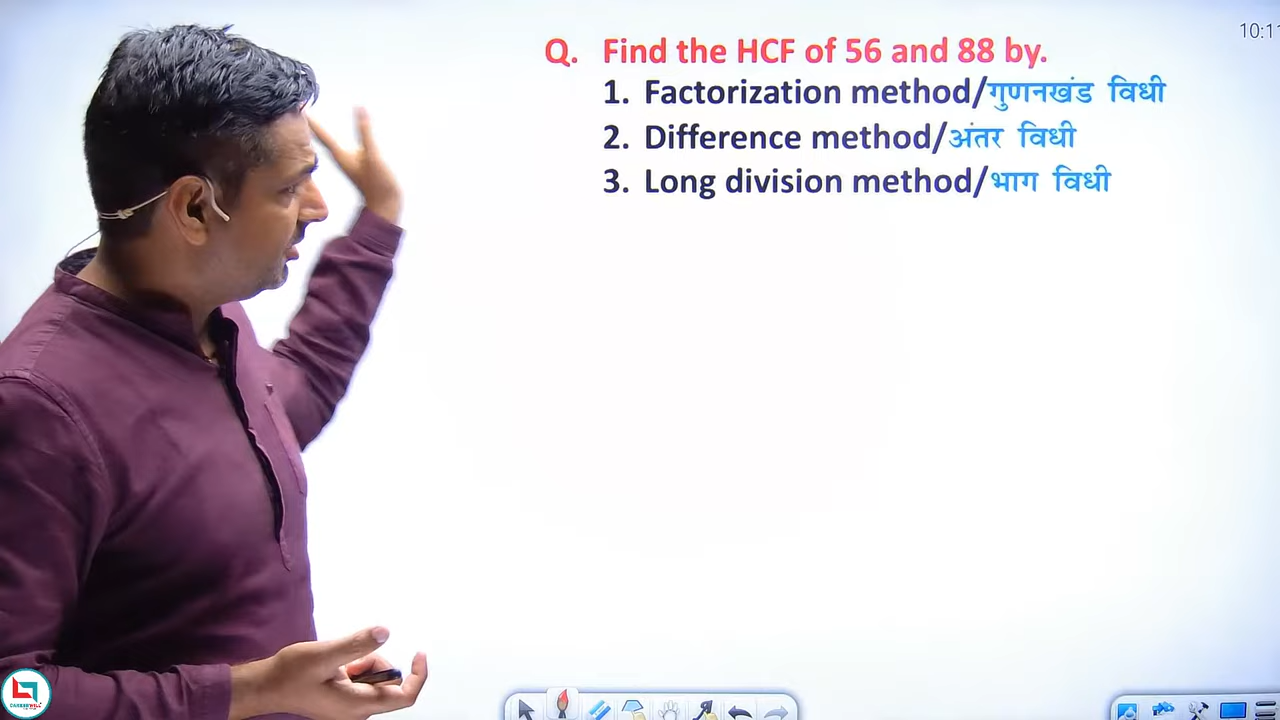 10:11
Q. Find the HCF of 56 and 88 by.
1. Factorization method/गुणनखंड विधी
2. Difference method/अंतर विधी
3. Long division method/भाग विधी
CAREERWILL